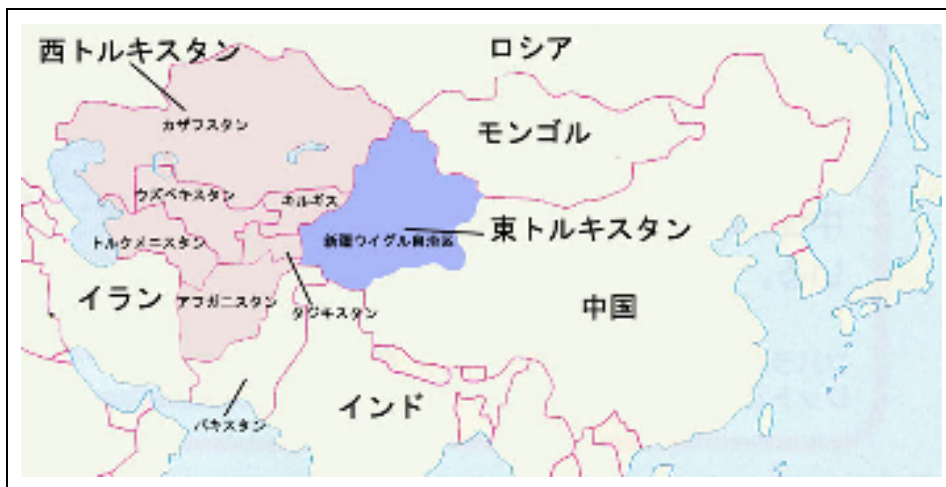 西トルキスタン
ロシア
カザフスタン
モンゴル
ウズベキスタン
キルギス
トルクメニスタン
新疆ウイグル自治区
東トルキスタン
イラン
アフガニスタン
タジキスタン
中国
インド
パキスタン